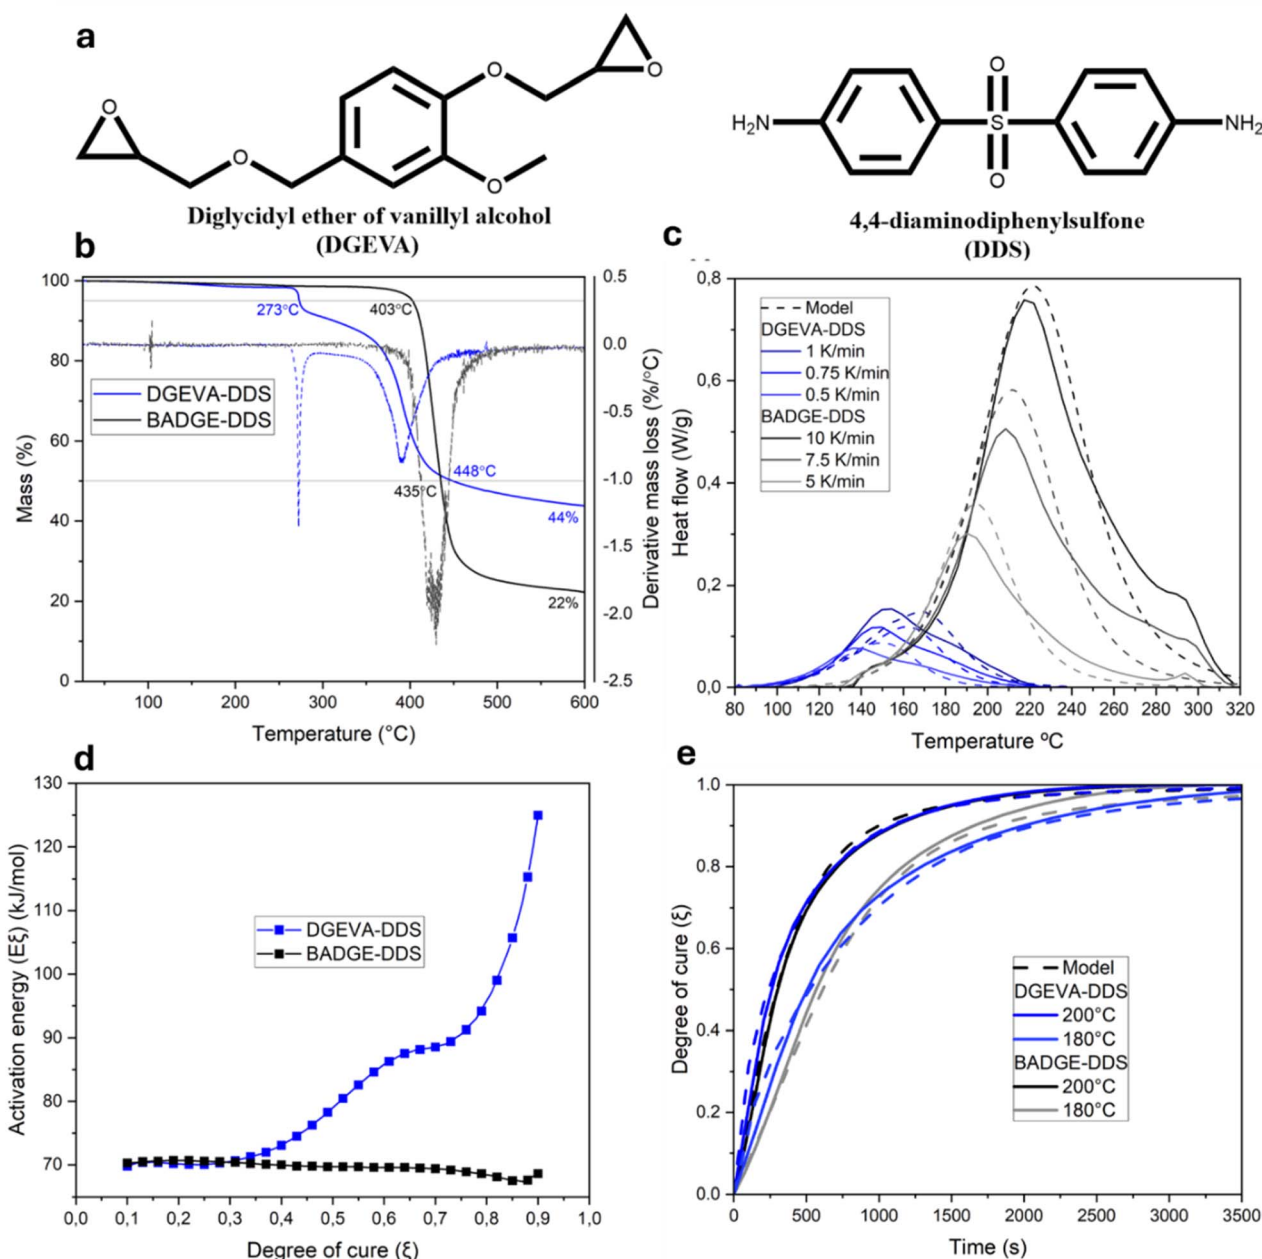 a
O
O
O
O
O
H₂N
O
S
O
NH₂
Diglycidyl ether of vanillyl alcohol
(DGEVA)
4,4-diaminodiphenylsulfone
(DDS)
b
100
80
60
40
20
0
Mass (%)
273°C
403°C
DGEVA-DDS
BADGE-DDS
448°C
435°C
44%
22%
0.5
0.0
-0.5
-1.0
-1.5
-2.0
-2.5
Derivative mass loss (%/°C)
100 200 300 400 500 600
Temperature (°C)
c
0,8
0,6
0,4
0,2
0,0
Heat flow (W/g)
Model
DGEVA-DDS
1 K/min
0.75 K/min
0.5 K/min
BADGE-DDS
10 K/min
7.5 K/min
5 K/min
80 100 120 140 160 180 200 220 240 260 280 300 320
Temperature ºC
d
130
120
110
100
90
80
70
Activation energy (Eξ) (kJ/mol)
DGEVA-DDS
BADGE-DDS
0,0 0,1 0,2 0,3 0,4 0,5 0,6 0,7 0,8 0,9 1,0
Degree of cure (ξ)
e
1.0
0.8
0.6
0.4
0.2
0.0
Degree of cure (ξ)
Model
DGEVA-DDS
200°C
180°C
BADGE-DDS
200°C
180°C
0 500 1000 1500 2000 2500 3000 3500
Time (s)